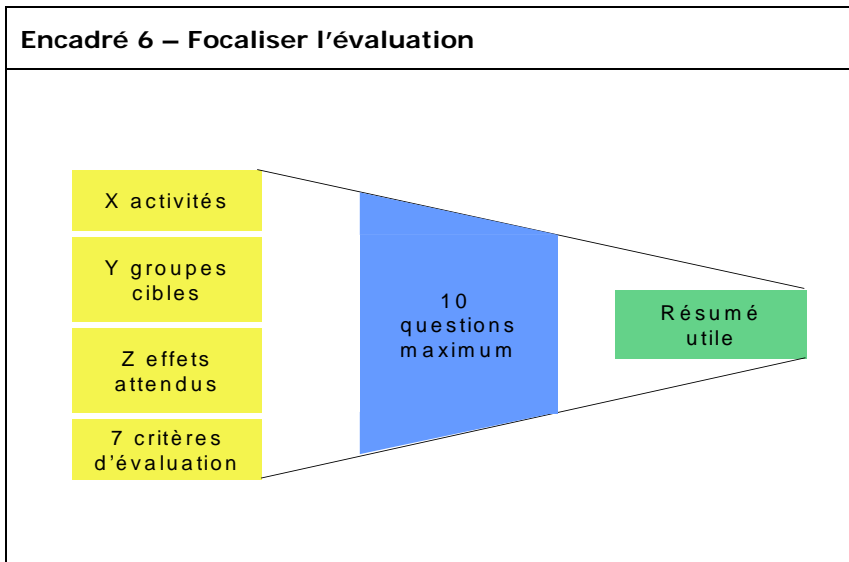 Encadré 6 – Focaliser l'évaluation
X activités
Y groupes
cibles
Z effets
attendus
7 critères
d'évaluation
10
questions
maximum
Résumé
utile